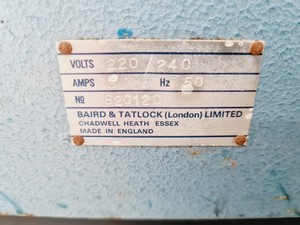 VOLTS 220/240
AMPS Hz 50
No
BAIRD & TATLOCK (London) LIMITED
CHADWELL HEATH ESSEX
MADE IN ENGLAND